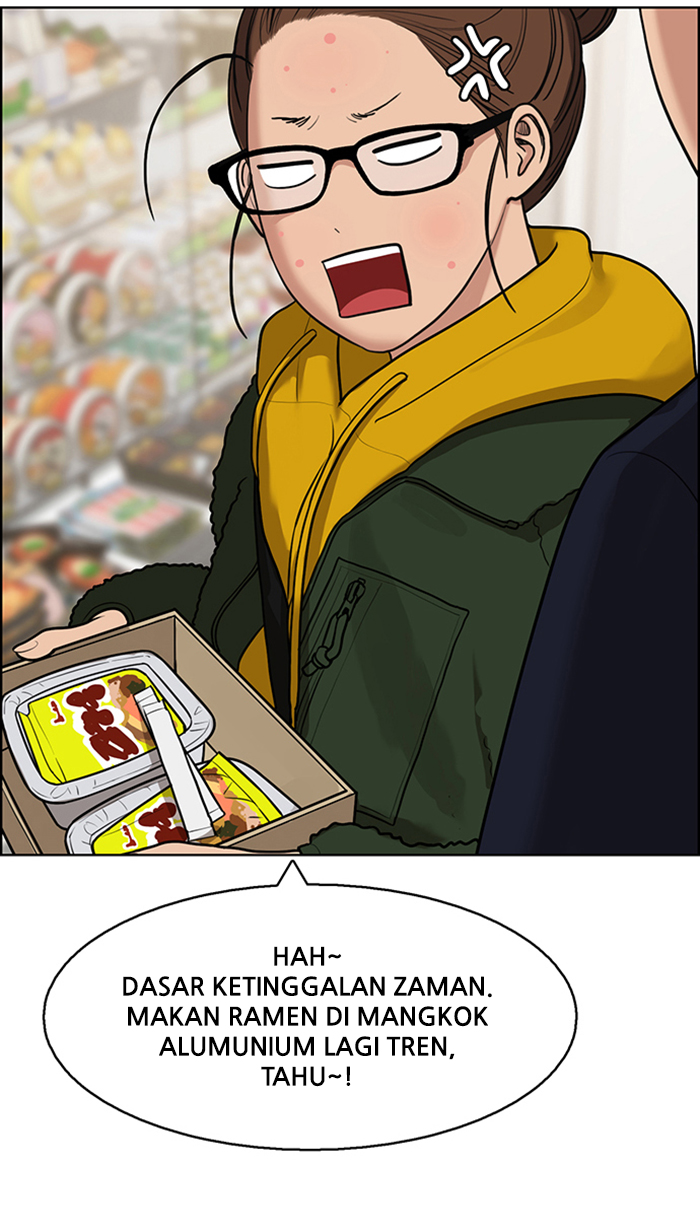 HAH~
DASAR KETINGGALAN ZAMAN.
MAKAN RAMEN DI MANGKOK
ALUMUNIUM LAGI TREN,
TAHU~!